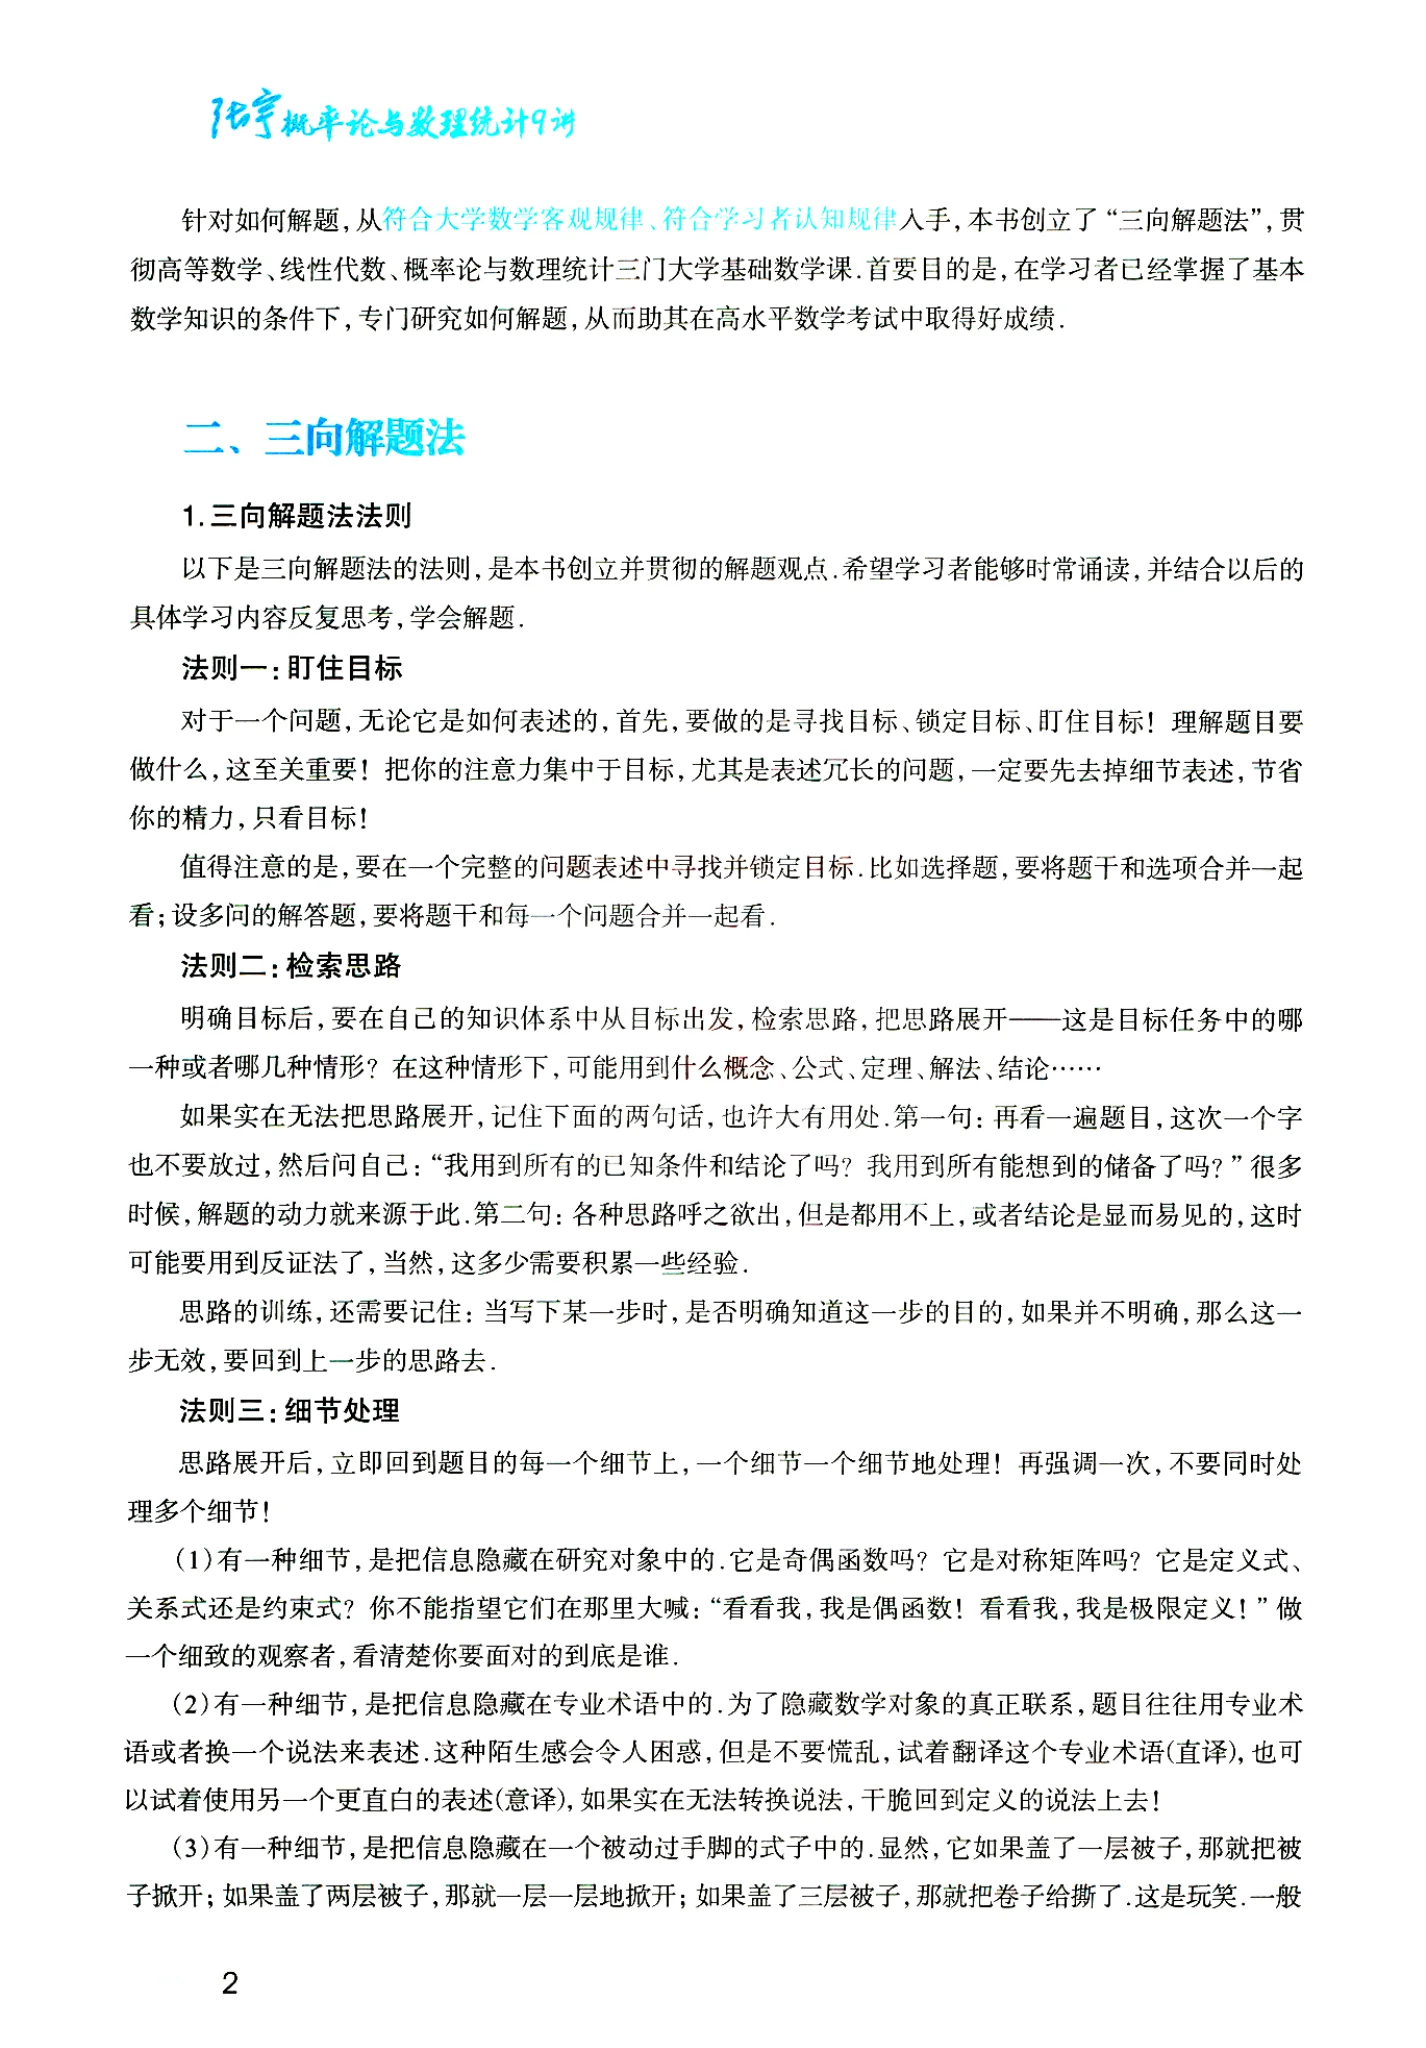 张宇概率论与数理统计9讲
针对如何解题,从符合大学数学客观规律、符合学习者认知规律入手,本书创立了“三向解题法”,贯
彻高等数学、线性代数、概率论与数理统计三门大学基础数学课.首要目的是,在学习者已经掌握了基本
数学知识的条件下,专门研究如何解题,从而助其在高水平数学考试中取得好成绩.
二、三向解题法
1.三向解题法法则
以下是三向解题法的法则,是本书创立并贯彻的解题观点.希望学习者能够时常诵读,并结合以后的
具体学习内容反复思考,学会解题.
法则一:盯住目标
对于一个问题,无论它是如何表述的,首先,要做的是寻找目标、锁定目标、盯住目标!理解题目要
做什么,这至关重要!把你的注意力集中于目标,尤其是表述冗长的问题,一定要先去掉细节表述,节省
你的精力,只看目标!
值得注意的是,要在一个完整的问题表述中寻找并锁定目标.比如选择题,要将题干和选项合并一起
看;设多问的解答题,要将题干和每一个问题合并一起看.
法则二:检索思路
明确目标后,要在自己的知识体系中从目标出发,检索思路,把思路展开——这是目标任务中的哪
一种或者哪几种情形?在这种情形下,可能用到什么概念、公式、定理、解法、结论……
如果实在无法把思路展开,记住下面的两句话,也许大有用处.第一句:再看一遍题目,这次一个字
也不要放过,然后问自己:“我用到所有的已知条件和结论了吗?我用到所有能想到的储备了吗?”很多
时候,解题的动力就来源于此.第二句:各种思路呼之欲出,但是都用不上,或者结论是显而易见的,这时
可能要用到反证法了,当然,这多少需要积累一些经验.
思路的训练,还需要记住:当写下某一步时,是否明确知道这一步的目的,如果并不明确,那么这一
步无效,要回到上一步的思路去.
法则三:细节处理
思路展开后,立即回到题目的每一个细节上,一个细节一个细节地处理!再强调一次,不要同时处
理多个细节!
(1)有一种细节,是把信息隐藏在研究对象中的.它是奇偶函数吗?它是对称矩阵吗?它是定义式、
关系式还是约束式?你不能指望它们在那里大喊:“看看我,我是偶函数!看看我,我是极限定义!”做
一个细致的观察者,看清楚你要面对的到底是谁.
(2)有一种细节,是把信息隐藏在专业术语中的.为了隐藏数学对象的真正联系,题目往往用专业术
语或者换一个说法来表述.这种陌生感会令人困惑,但是不要慌乱,试着翻译这个专业术语(直译),也可
以试着使用另一个更直白的表述(意译),如果实在无法转换说法,干脆回到定义的说法上去!
(3)有一种细节,是把信息隐藏在一个被动过手脚的式子中的.显然,它如果盖了一层被子,那就把被
子掀开;如果盖了两层被子,那就一层一层地掀开;如果盖了三层被子,那就把卷子给撕了.这是玩笑.一般
2